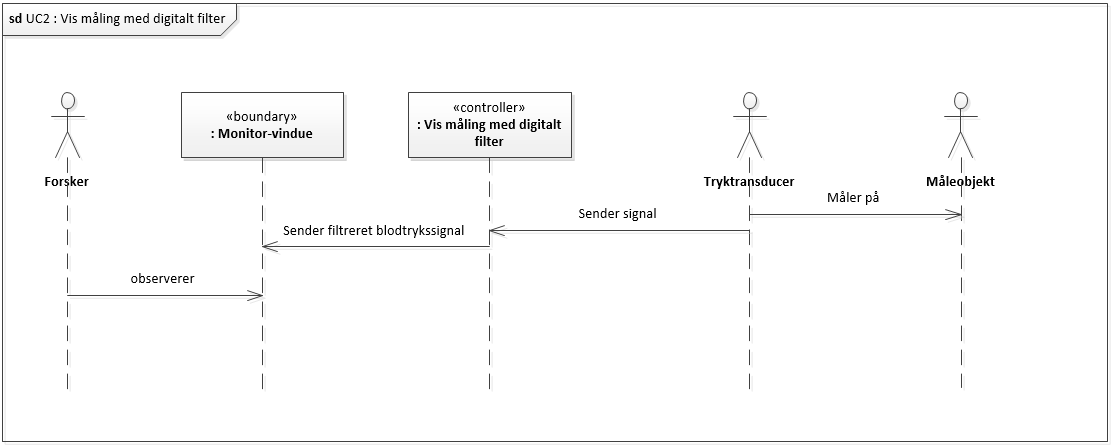 sd UC2 : Vis måling med digitalt filter
«boundary»
: Monitor-vindue
«controller»
: Vis måling med digitalt
filter
Forsker
Tryktransducer
Måleobjekt
Måler på
Sender signal
Sender filtreret blodtrykssignal
observerer